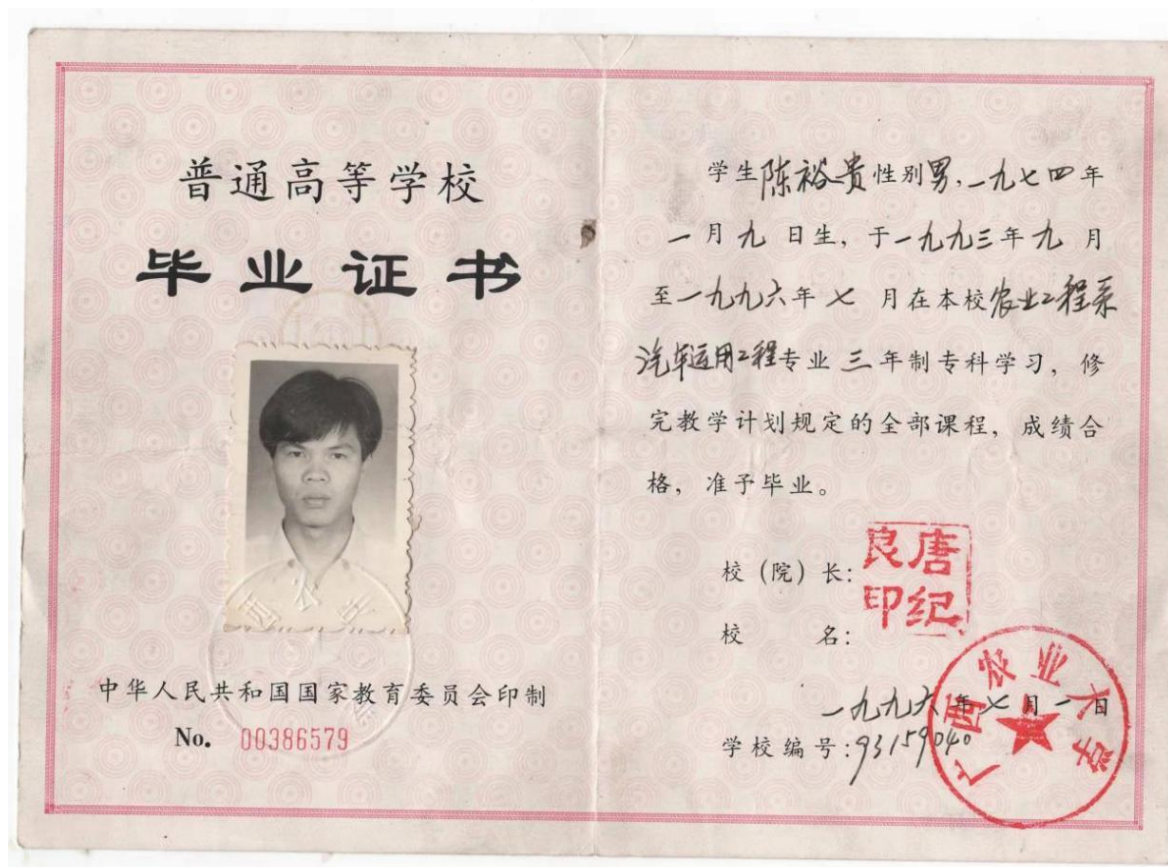 普通高等学校
毕业证书
中华人民共和国国家教育委员会印制
No. 00386579
学生陈裕贵性别男,一九七四年
一月九日生,于一九九三年九月
至一九九六年七月在本校农业工程系
汽车运用工程专业三年制专科学习,修
完教学计划规定的全部课程,成绩合
格,准予毕业。
校(院)长:
唐纪良印
校名:
广西农业大学
一九九六年七月一日
学校编号:93159040